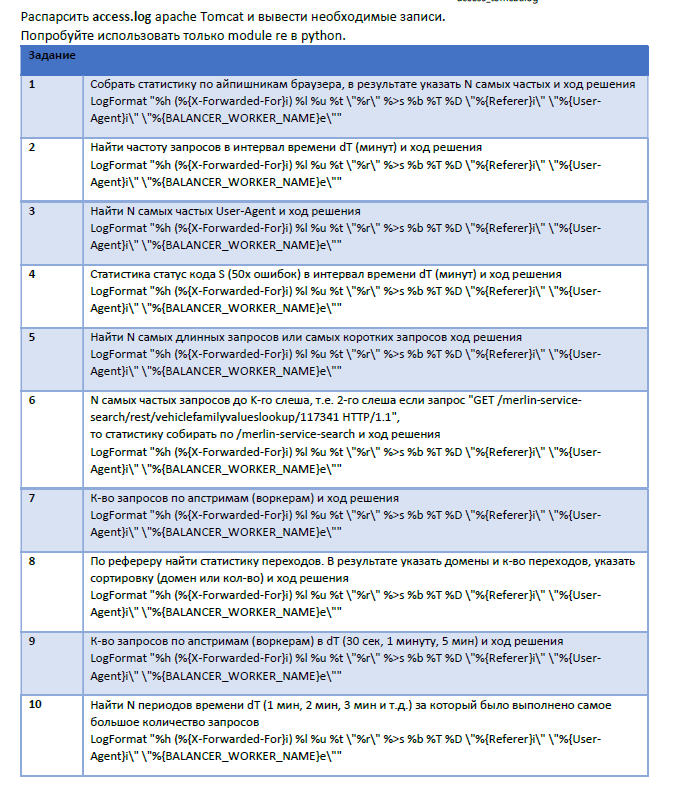 Распарсить access.log apache Tomcat и вывести необходимые записи.
Попробуйте использовать только module re в python.
Задание
1
Собрать статистику по айпишникам браузера, в результате указать N самых частых и ход решения
LogFormat "%h (%{X-Forwarded-For}i) %l %u %t \"%r\" %>s %b %T %D \"%{Referer}i\" \"%{User-
Agent}i\" \"%{BALANCER_WORKER_NAME}e\""
2
Найти частоту запросов в интервал времени dT (минут) и ход решения
LogFormat "%h (%{X-Forwarded-For}i) %l %u %t \"%r\" %>s %b %T %D \"%{Referer}i\" \"%{User-
Agent}i\" \"%{BALANCER_WORKER_NAME}e\""
3
Найти N самых частых User-Agent и ход решения
LogFormat "%h (%{X-Forwarded-For}i) %l %u %t \"%r\" %>s %b %T %D \"%{Referer}i\" \"%{User-
Agent}i\" \"%{BALANCER_WORKER_NAME}e\""
4
Статистика статус кода S (50x ошибок) в интервал времени dT (минут) и ход решения
LogFormat "%h (%{X-Forwarded-For}i) %l %u %t \"%r\" %>s %b %T %D \"%{Referer}i\" \"%{User-
Agent}i\" \"%{BALANCER_WORKER_NAME}e\""
5
Найти N самых длинных запросов или самых коротких запросов ход решения
LogFormat "%h (%{X-Forwarded-For}i) %l %u %t \"%r\" %>s %b %T %D \"%{Referer}i\" \"%{User-
Agent}i\" \"%{BALANCER_WORKER_NAME}e\""
6
N самых частых запросов до K-го слеша, т.е. 2-го слеша если запрос "GET /merlin-service-
search/rest/vehiclefamilyvalueslookup/117341 HTTP/1.1",
то статистику собирать по /merlin-service-search и ход решения
LogFormat "%h (%{X-Forwarded-For}i) %l %u %t \"%r\" %>s %b %T %D \"%{Referer}i\" \"%{User-
Agent}i\" \"%{BALANCER_WORKER_NAME}e\""
7
К-во запросов по апстримам (воркерам) и ход решения
LogFormat "%h (%{X-Forwarded-For}i) %l %u %t \"%r\" %>s %b %T %D \"%{Referer}i\" \"%{User-
Agent}i\" \"%{BALANCER_WORKER_NAME}e\""
8
По рефереру найти статистику переходов. В результате указать домены и к-во переходов, указать
сортировку (домен или кол-во) и ход решения
LogFormat "%h (%{X-Forwarded-For}i) %l %u %t \"%r\" %>s %b %T %D \"%{Referer}i\" \"%{User-
Agent}i\" \"%{BALANCER_WORKER_NAME}e\""
9
К-во запросов по апстримам (воркерам) в dT (30 сек, 1 минуту, 5 мин) и ход решения
LogFormat "%h (%{X-Forwarded-For}i) %l %u %t \"%r\" %>s %b %T %D \"%{Referer}i\" \"%{User-
Agent}i\" \"%{BALANCER_WORKER_NAME}e\""
10
Найти N периодов времени dT (1 мин, 2 мин, 3 мин и т.д.) за который было выполнено самое
большое количество запросов
LogFormat "%h (%{X-Forwarded-For}i) %l %u %t \"%r\" %>s %b %T %D \"%{Referer}i\" \"%{User-
Agent}i\" \"%{BALANCER_WORKER_NAME}e\""